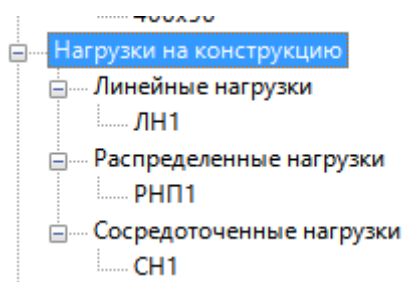 Нагрузки на конструкцию
Линейные нагрузки
ЛН1
Распределенные нагрузки
РНП1
Сосредоточенные нагрузки
СН1